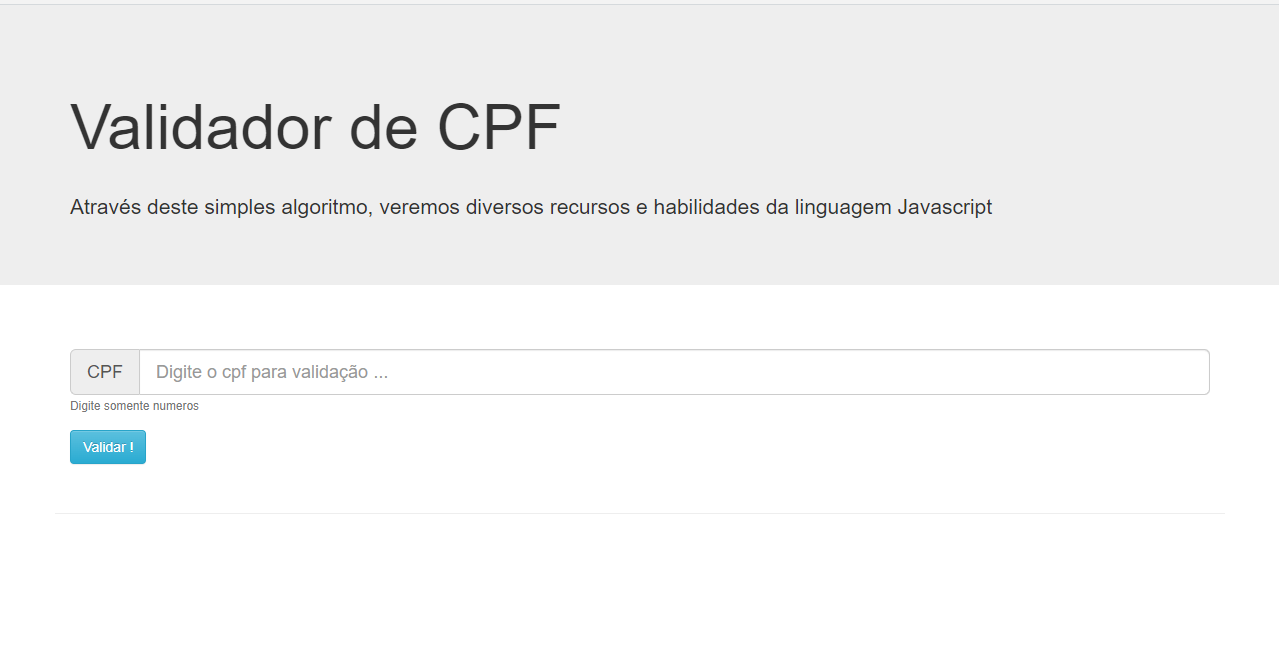 Validador de CPF
Através deste simples algoritmo, veremos diversos recursos e habilidades da linguagem Javascript
CPF Digite o cpf para validação ...
Digite somente numeros
Validar !